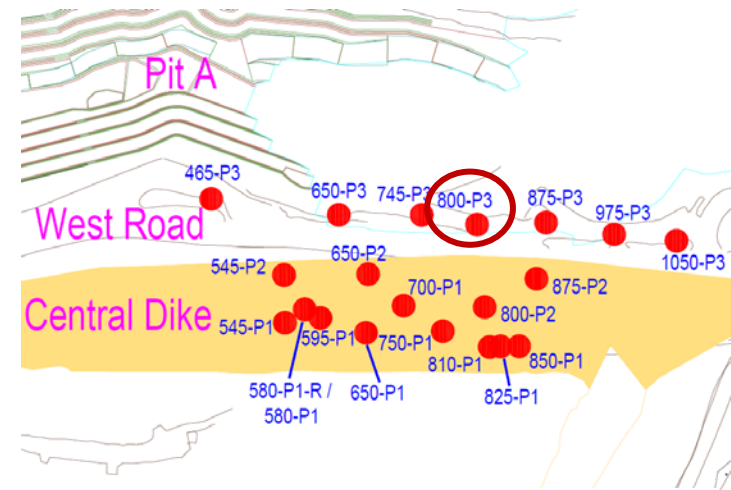 Pit A
465-P3
650-P3
745-P3
800-P3
875-P3
975-P3
1050-P3
West Road
545-P2
650-P2
875-P2
700-P1
800-P2
Central Dike
545-P1
595-P1
750-P1
810-P1
850-P1
580-P1-R /
580-P1
650-P1
825-P1